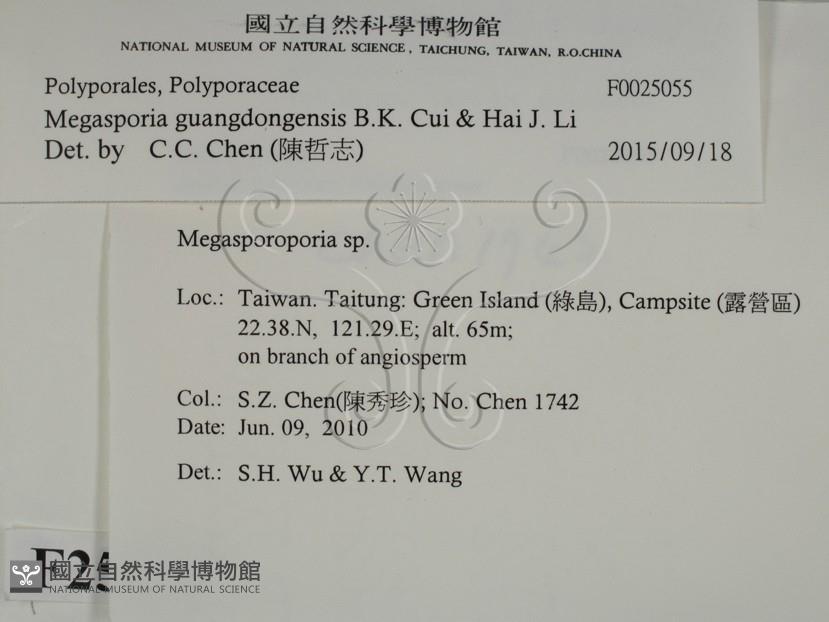 國立自然科學博物館
NATIONAL MUSEUM OF NATURAL SCIENCE, TAICHUNG, TAIWAN, R.O.CHINA
Polyporales, Polyporaceae F0025055
Megasporia guangdongensis B.K. Cui & Hai J. Li
Det. by C.C. Chen (陳哲志) 2015/09/18
Megasporoporia sp.
Loc.: Taiwan. Taitung: Green Island (綠島), Campsite (露營區)
22.38.N, 121.29.E; alt. 65m;
on branch of angiosperm
Col.: S.Z. Chen(陳秀珍); No. Chen 1742
Date: Jun. 09, 2010
Det.: S.H. Wu & Y.T. Wang
F25
國立自然科學博物館
NATIONAL MUSEUM OF NATURAL SCIENCE